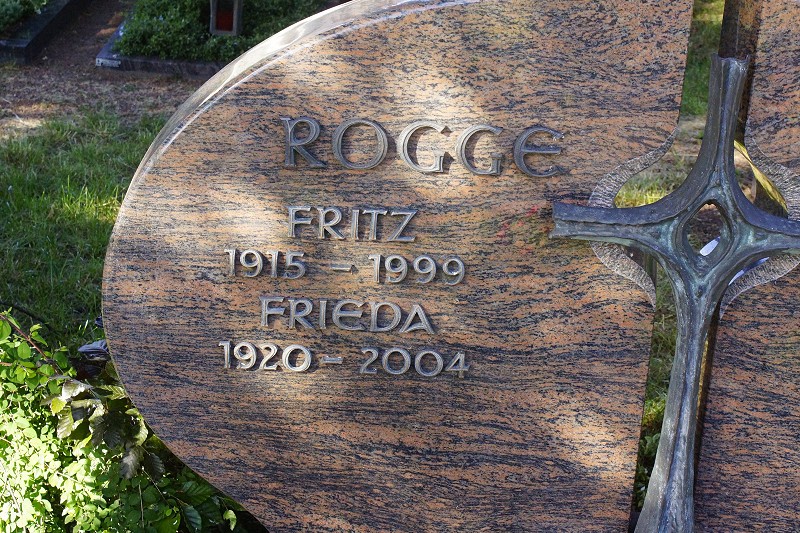 ROGGE
FRITZ
1915 - 1999
FRIEDA
1920 - 2004